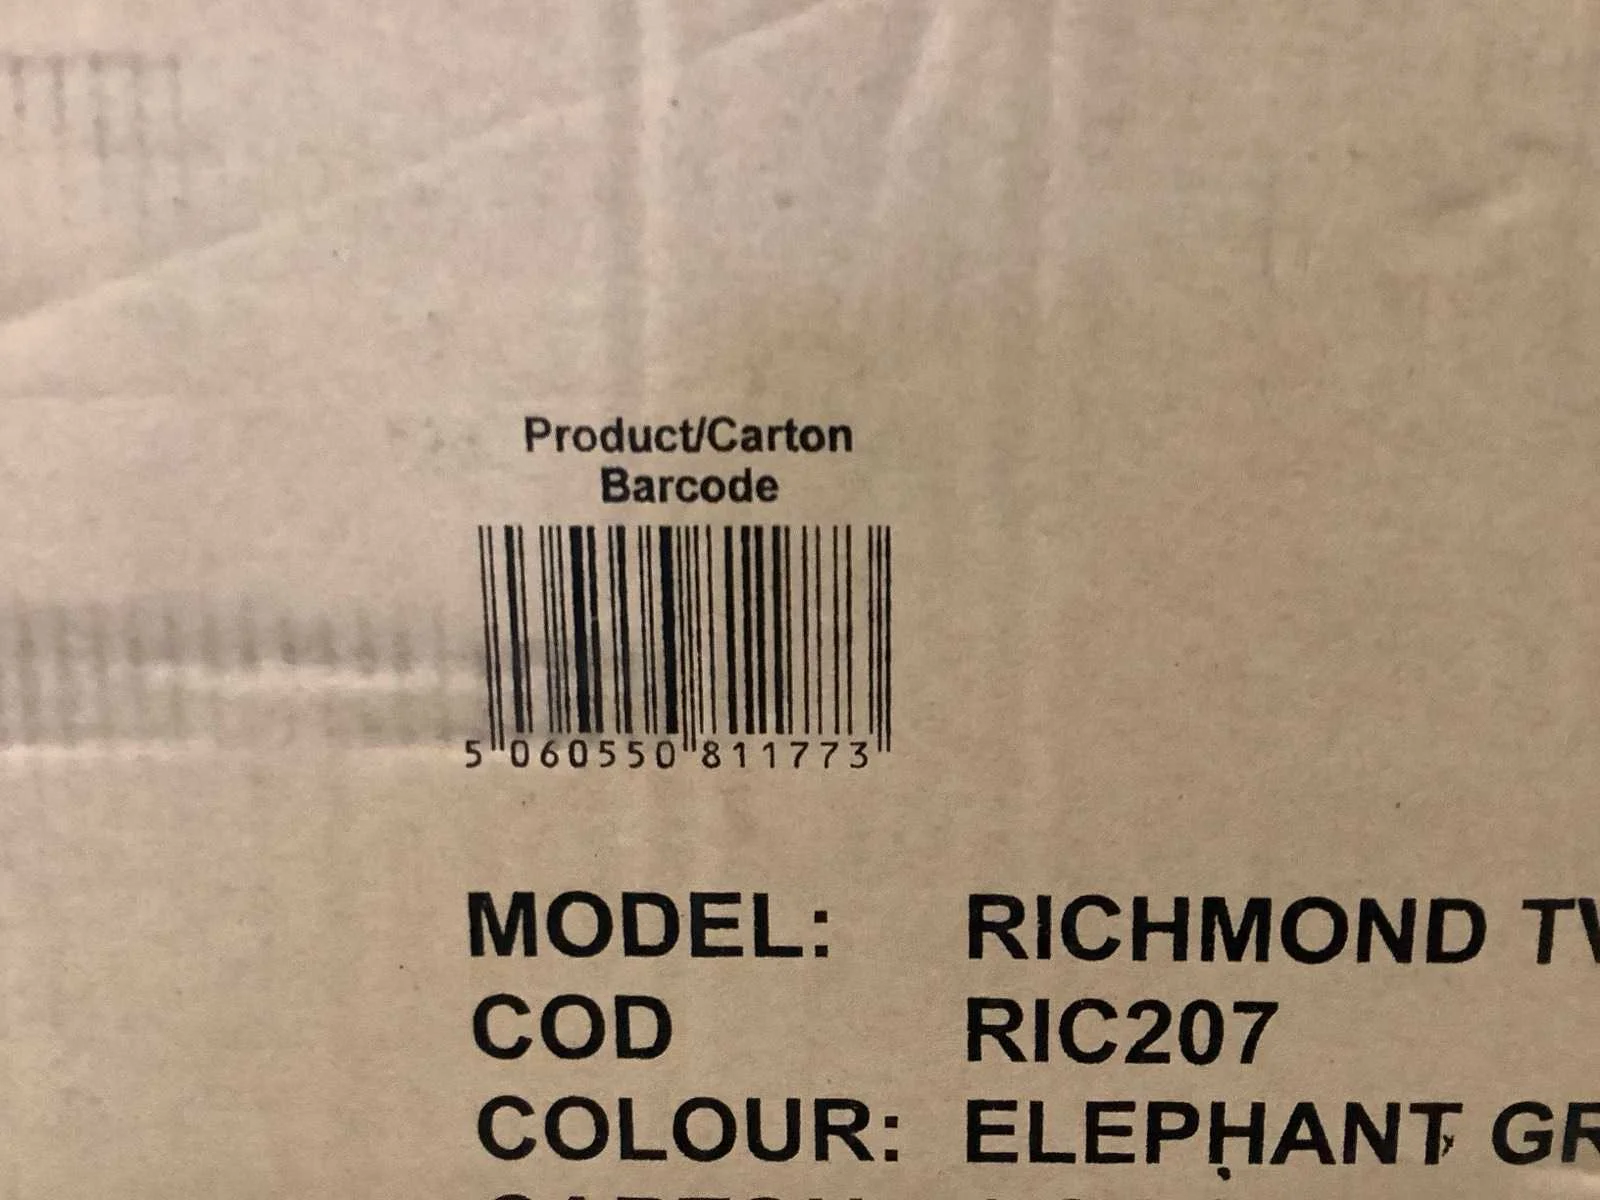 Product/Carton
Barcode
5 060550 811773
MODEL: RICHMOND
COD RIC207
COLOUR: ELEPHANT